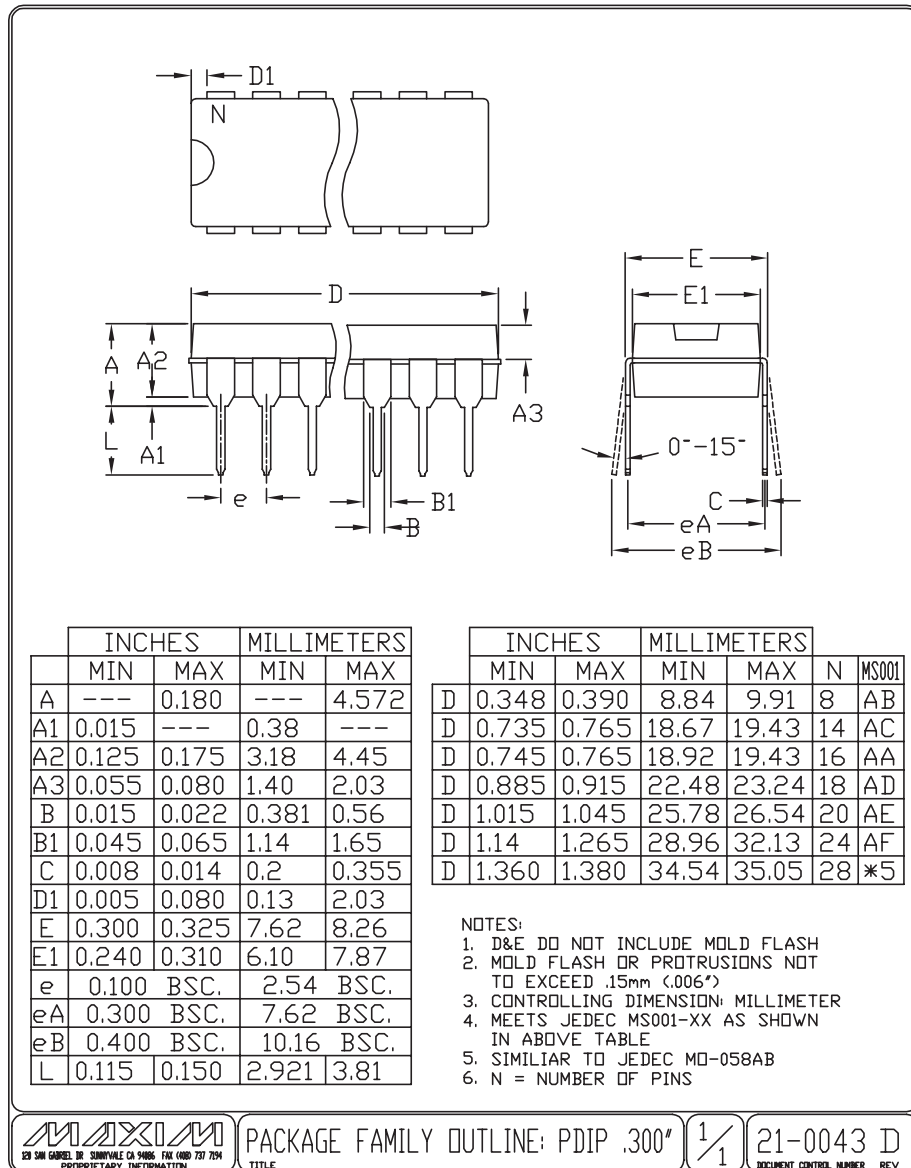 D1
N
D
E
E1
A
A2
A3
L
A1
0°-15°
e
B1
B
C
eA
eB
INCHES MILLIMETERS
MIN MAX MIN MAX
A --- 0.180 --- 4.572
A1 0.015 --- 0.38 ---
A2 0.125 0.175 3.18 4.45
A3 0.055 0.080 1.40 2.03
B 0.015 0.022 0.381 0.56
B1 0.045 0.065 1.14 1.65
C 0.008 0.014 0.2 0.355
D1 0.005 0.080 0.13 2.03
E 0.300 0.325 7.62 8.26
E1 0.240 0.310 6.10 7.87
e 0.100 BSC. 2.54 BSC.
eA 0.300 BSC. 7.62 BSC.
eB 0.400 BSC. 10.16 BSC.
L 0.115 0.150 2.921 3.81
INCHES MILLIMETERS
MIN MAX MIN MAX N MS001
D 0.348 0.390 8.84 9.91 8 AB
D 0.735 0.765 18.67 19.43 14 AC
D 0.745 0.765 18.92 19.43 16 AA
D 0.885 0.915 22.48 23.24 18 AD
D 1.015 1.045 25.78 26.54 20 AE
D 1.14 1.265 28.96 32.13 24 AF
D 1.360 1.380 34.54 35.05 28 *5
NOTES:
1. D&E DO NOT INCLUDE MOLD FLASH
2. MOLD FLASH OR PROTRUSIONS NOT
TO EXCEED .15mm (.006")
3. CONTROLLING DIMENSION: MILLIMETER
4. MEETS JEDEC MS001-XX AS SHOWN
IN ABOVE TABLE
5. SIMILIAR TO JEDEC MO-058AB
6. N = NUMBER OF PINS
MAXIM
120 SAN GABRIEL DR SUNNYVALE CA 94086 FAX (408) 737 7194
PROPRIETARY INFORMATION
PACKAGE FAMILY OUTLINE: PDIP .300"
TITLE
1/1
21-0043 D
DOCUMENT CONTROL NUMBER REV